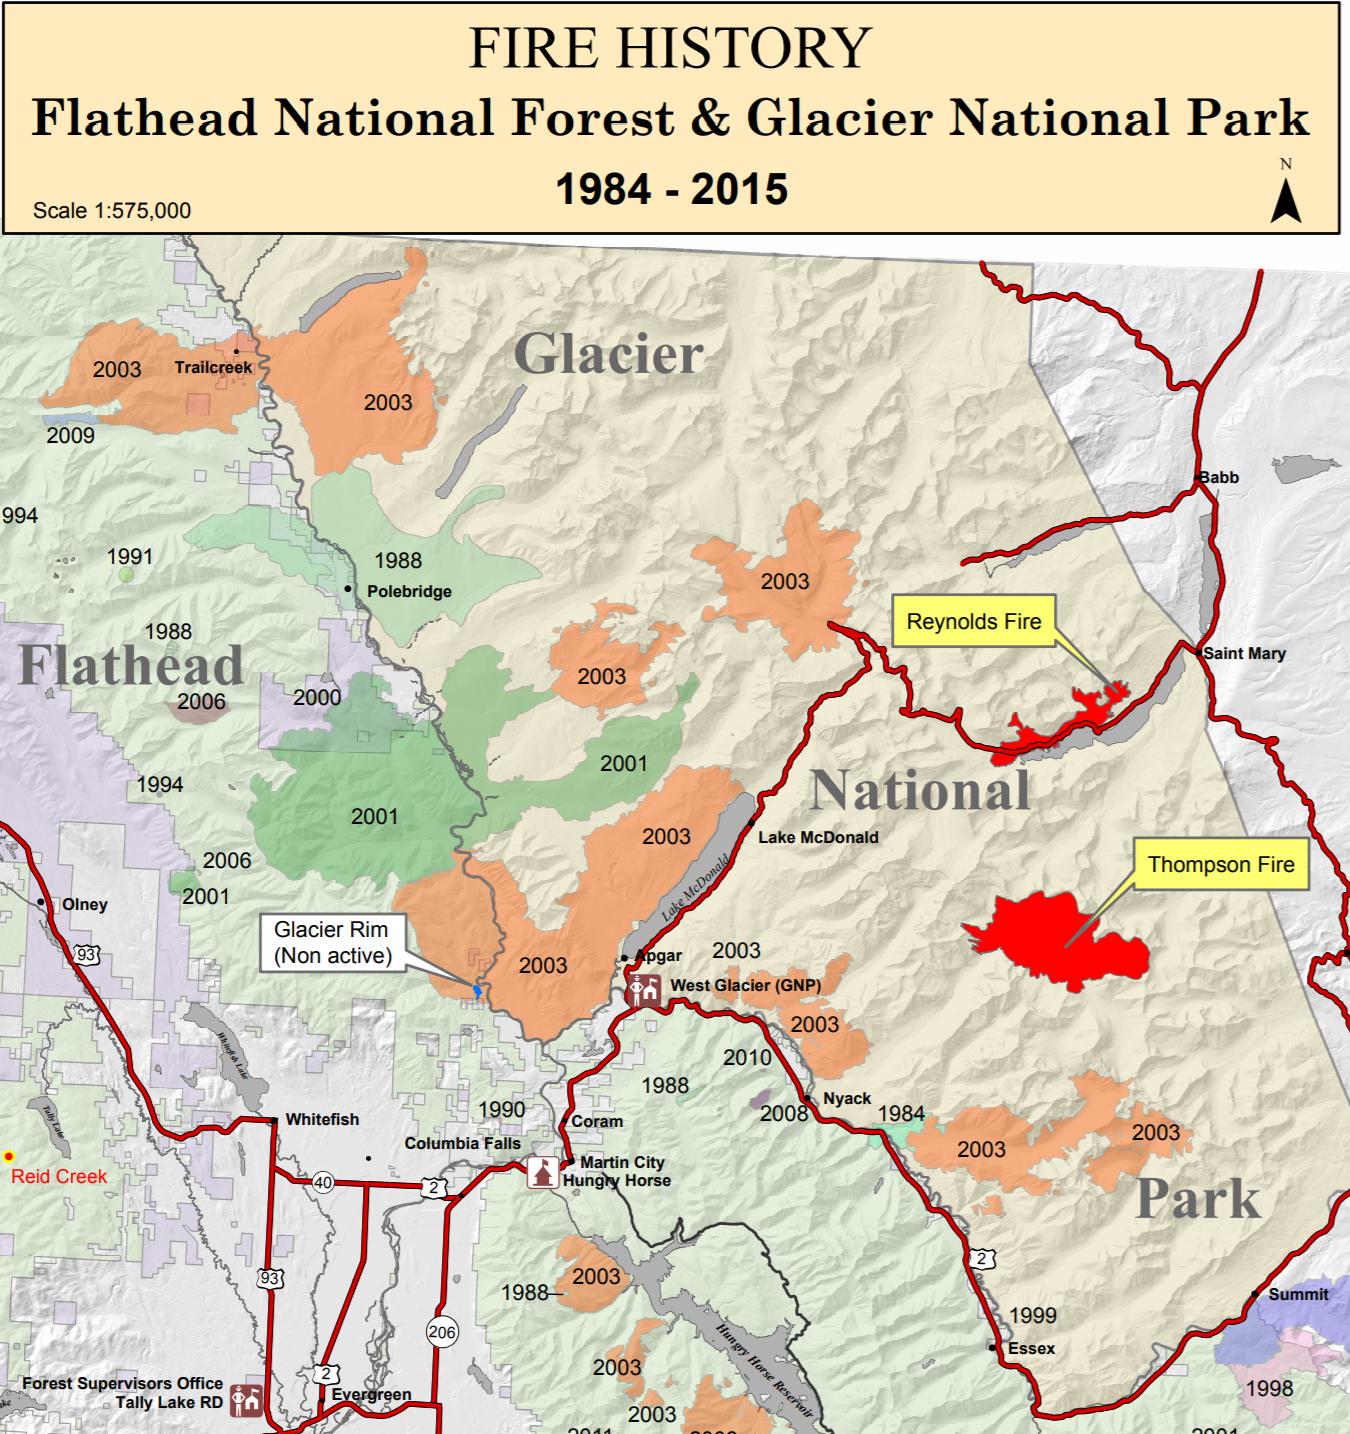 FIRE HISTORY
Flathead National Forest & Glacier National Park
1984 - 2015
Scale 1:575,000
N
Glacier
2003
Trailcreek
2003
2009
Babb
994
1991
1988
Polebridge
2003
Reynolds Fire
1988
Flathead
2003
Saint Mary
2006
2000
2001
National
1994
2001
2003
Lake McDonald
Thompson Fire
2006
2001
Lake McDonald
Olney
Glacier Rim
(Non active)
93
2003
Apgar
2003
West Glacier (GNP)
2003
Whitefish Lake
2010
1988
Nyack
Tally Lake
1990
2008
1984
Whitefish
Coram
Columbia Falls
2003
2003
Reid Creek
Martin City
Hungry Horse
40
2
Park
2
93
2003
1988
Summit
206
1999
Hungry Horse Reservoir
Essex
2
2003
Forest Supervisors Office
Tally Lake RD
Evergreen
1998
2003